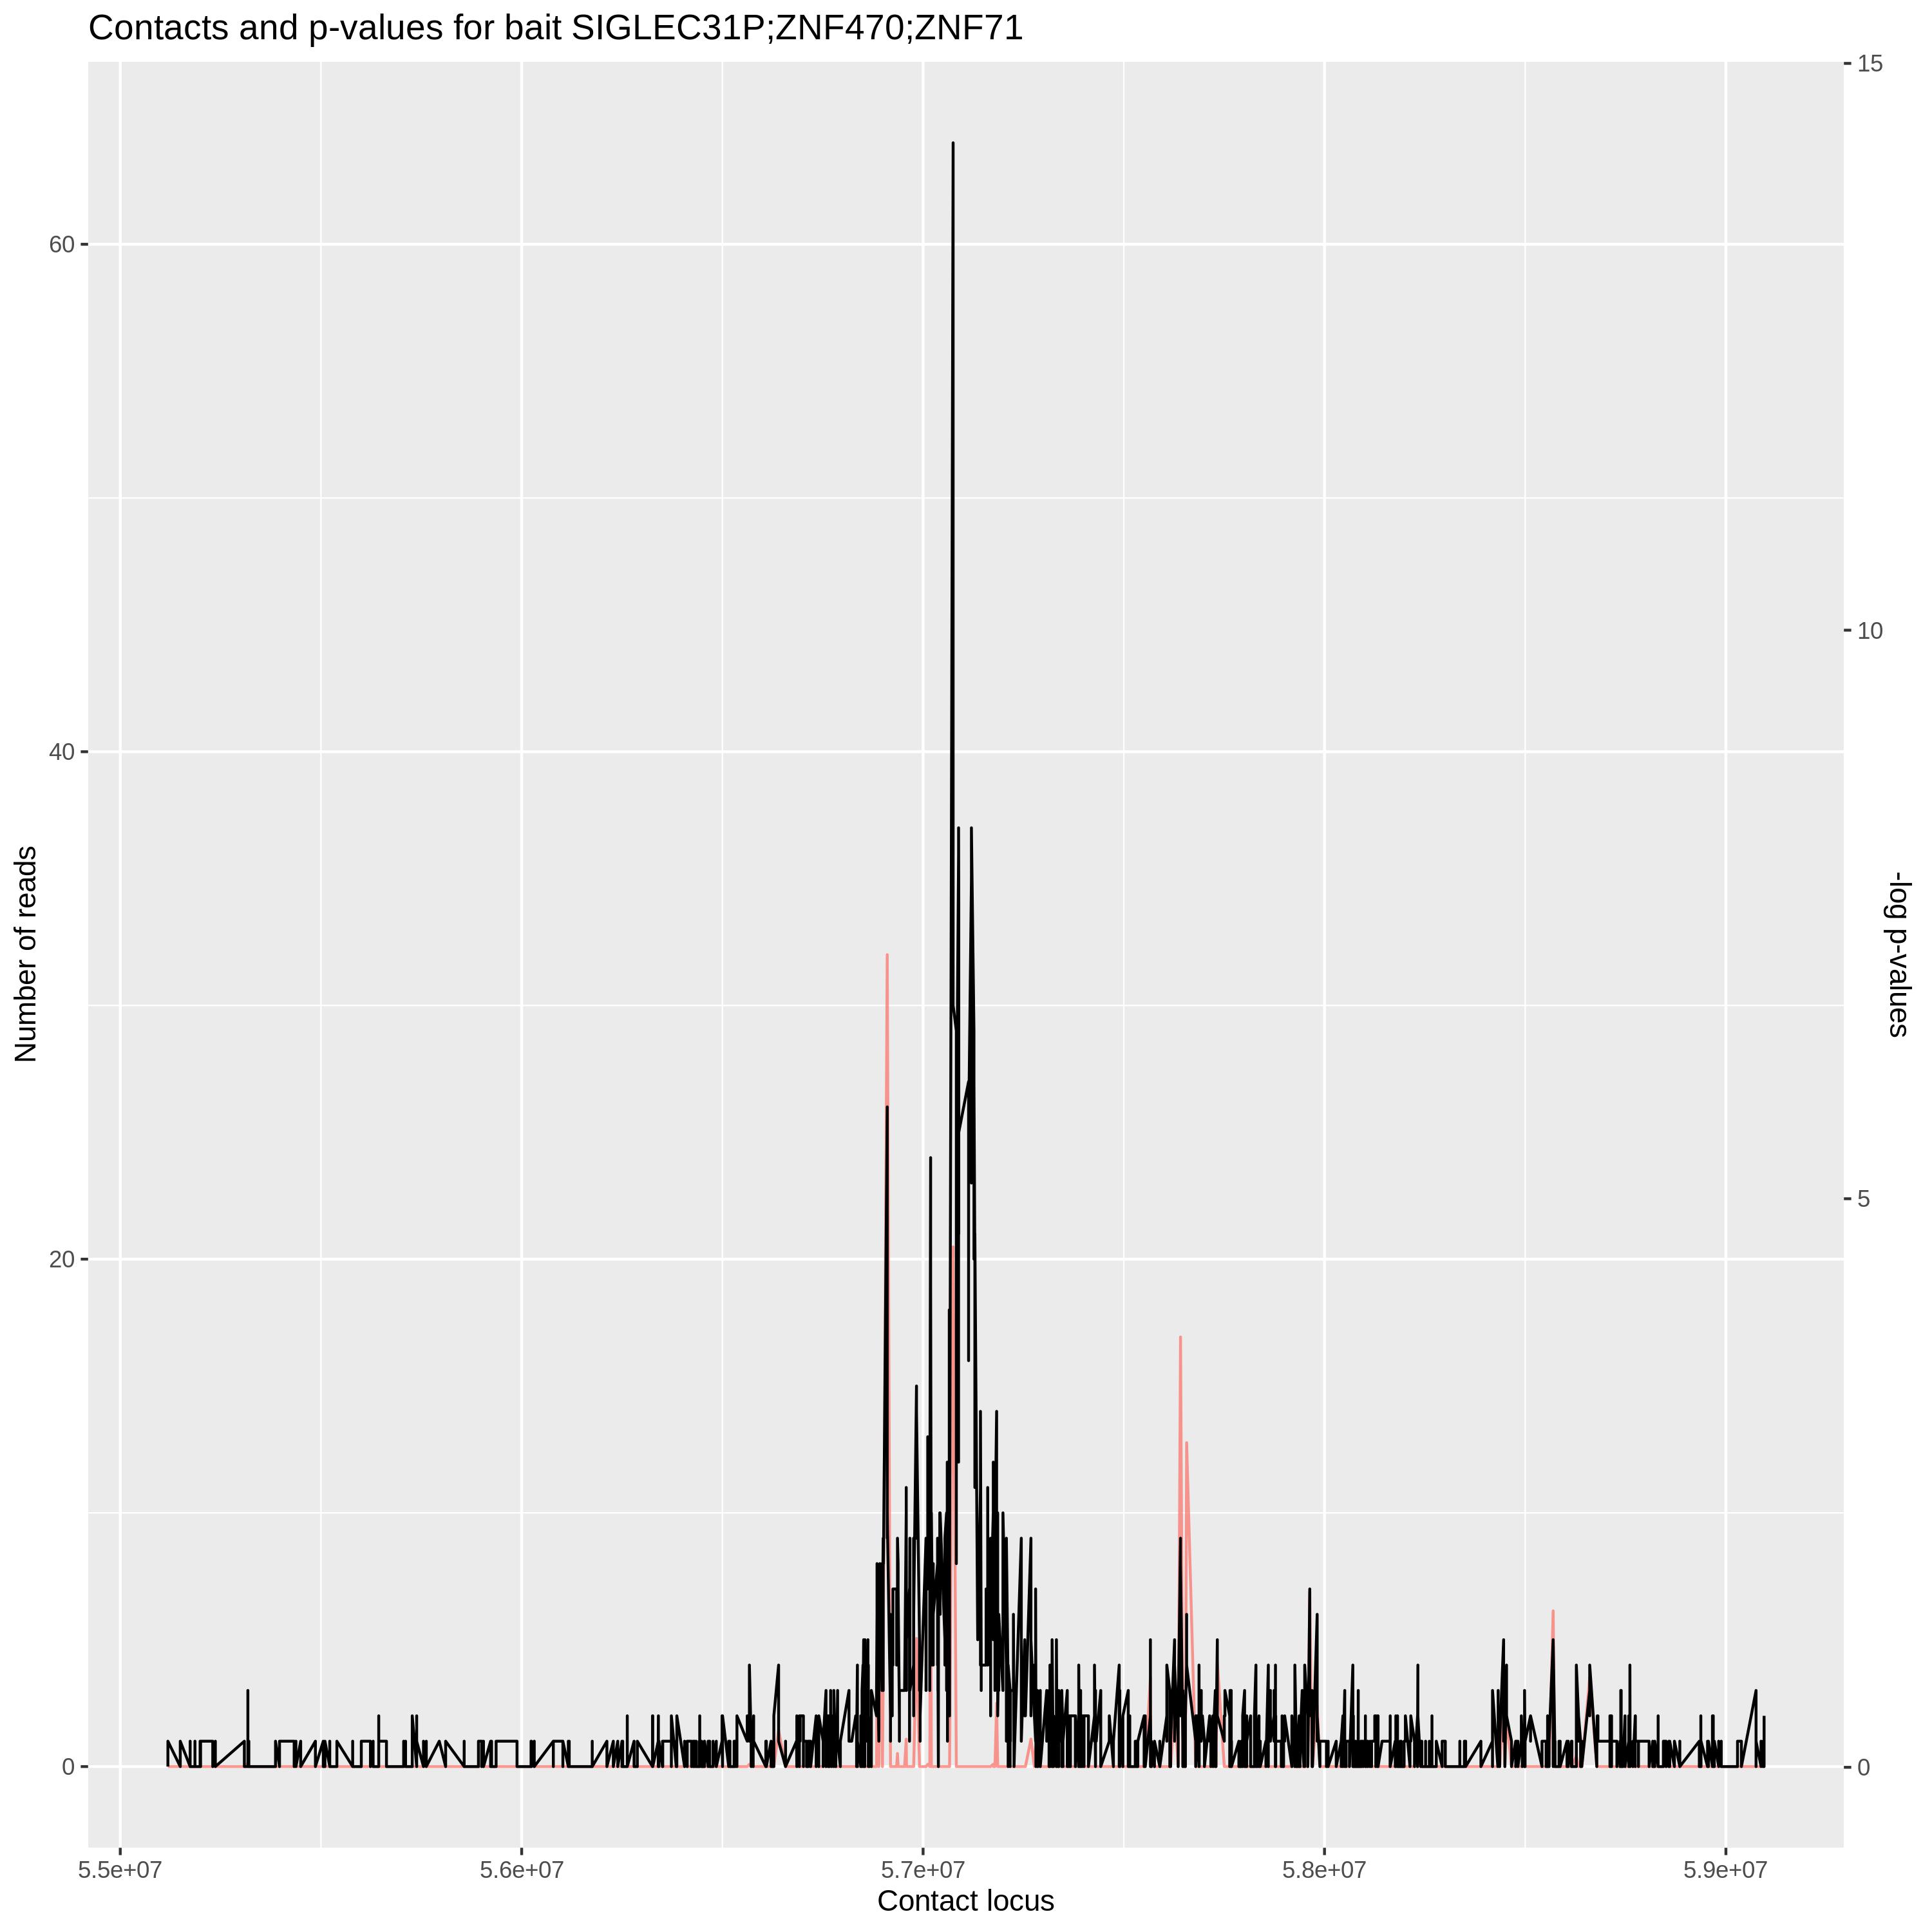 Contacts and p-values for bait SIGLEC31P;ZNF470;ZNF71
15
60
10
40
Number of reads
-log p-values
5
20
0
0
5.5e+07
5.6e+07
5.7e+07
5.8e+07
5.9e+07
Contact locus